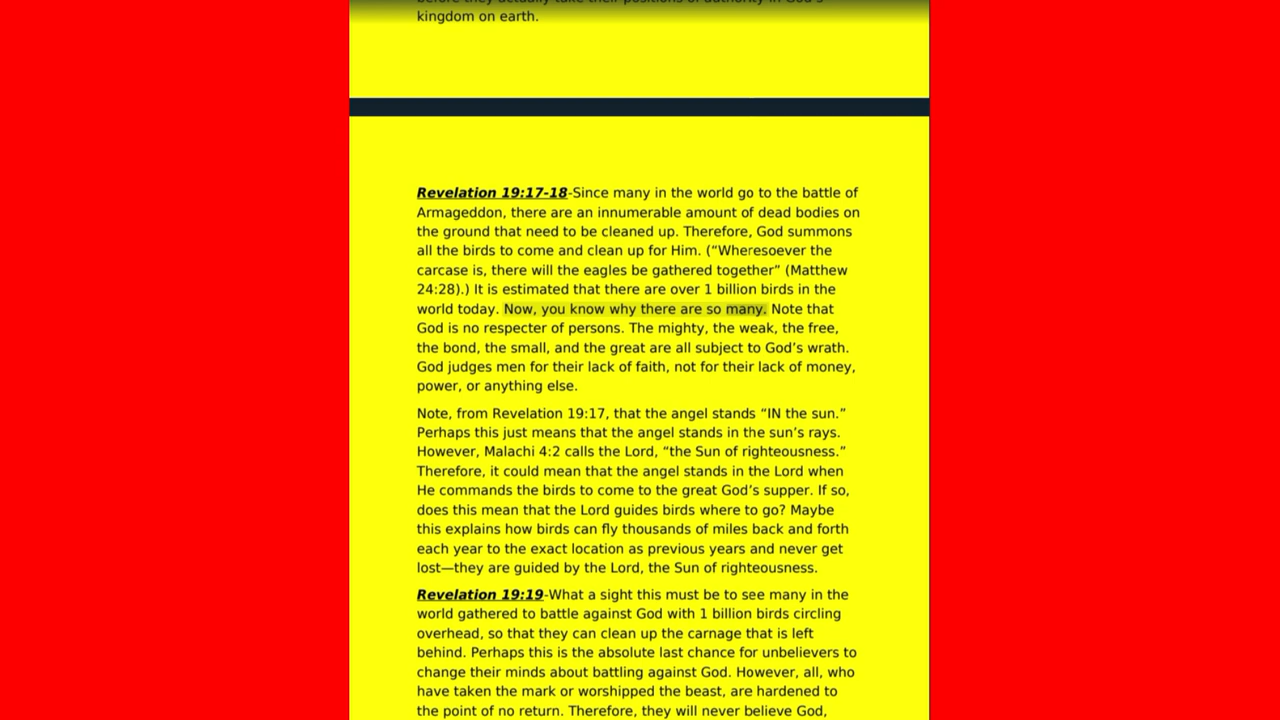 before they actually take their positions of authority in God's
kingdom on earth.
Revelation 19:17-18-Since many in the world go to the battle of
Armageddon, there are an innumerable amount of dead bodies on
the ground that need to be cleaned up. Therefore, God summons
all the birds to come and clean up for Him. (“Wheresoever the
carcase is, there will the eagles be gathered together” (Matthew
24:28).) It is estimated that there are over 1 billion birds in the
world today. Now, you know why there are so many. Note that
God is no respecter of persons. The mighty, the weak, the free,
the bond, the small, and the great are all subject to God’s wrath.
God judges men for their lack of faith, not for their lack of money,
power, or anything else.
Note, from Revelation 19:17, that the angel stands “IN the sun.”
Perhaps this just means that the angel stands in the sun’s rays.
However, Malachi 4:2 calls the Lord, “the Sun of righteousness.”
Therefore, it could mean that the angel stands in the Lord when
He commands the birds to come to the great God’s supper. If so,
does this mean that the Lord guides birds where to go? Maybe
this explains how birds can fly thousands of miles back and forth
each year to the exact location as previous years and never get
lost—they are guided by the Lord, the Sun of righteousness.
Revelation 19:19-What a sight this must be to see many in the
world gathered to battle against God with 1 billion birds circling
overhead, so that they can clean up the carnage that is left
behind. Perhaps this is the absolute last chance for unbelievers to
change their minds about battling against God. However, all, who
have taken the mark or worshipped the beast, are hardened to
the point of no return. Therefore, they will never believe God,